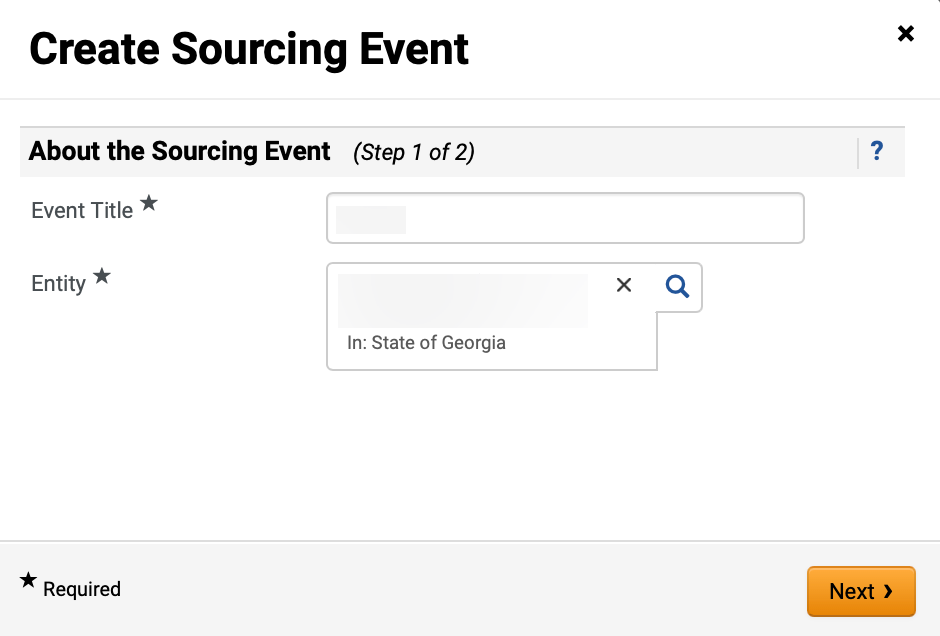 Create Sourcing Event
About the Sourcing Event (Step 1 of 2) ?
Event Title ★
Entity ★
In: State of Georgia
★ Required
Next ›